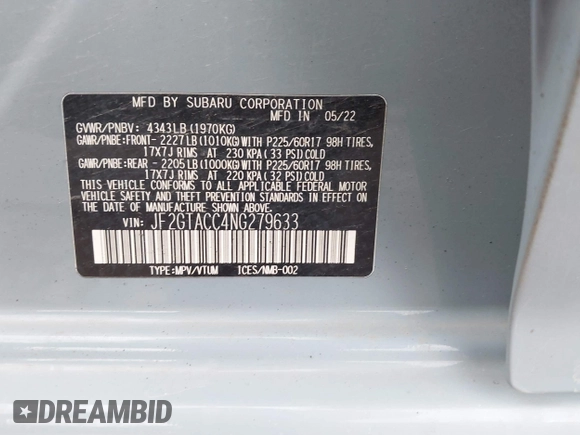 MFD BY SUBARU CORPORATION
MFD IN 05/22
GVWR/PNBV: 4343LB(1970KG)
GAWR/PNBE:FRONT-2227LB(1010KG)WITH P225/60R17 98H TIRES,
17X7J RIMS AT 230 KPA(33 PSI)COLD
GAWR/PNBE:REAR-2205LB(1000KG)WITH P225/60R17 98H TIRES,
17X7J RIMS AT 220 KPA(32 PSI)COLD
THIS VEHICLE CONFORMS TO ALL APPLICABLE FEDERAL MOTOR
VEHICLE SAFETY AND THEFT PREVENTION STANDARDS IN EFFECT
ON THE DATE OF MANUFACTURE SHOWN ABOVE.
VIN: JF2GTACC4NG279633
TYPE:MPV/VTUM ICES/NMB-002
DREAMBID